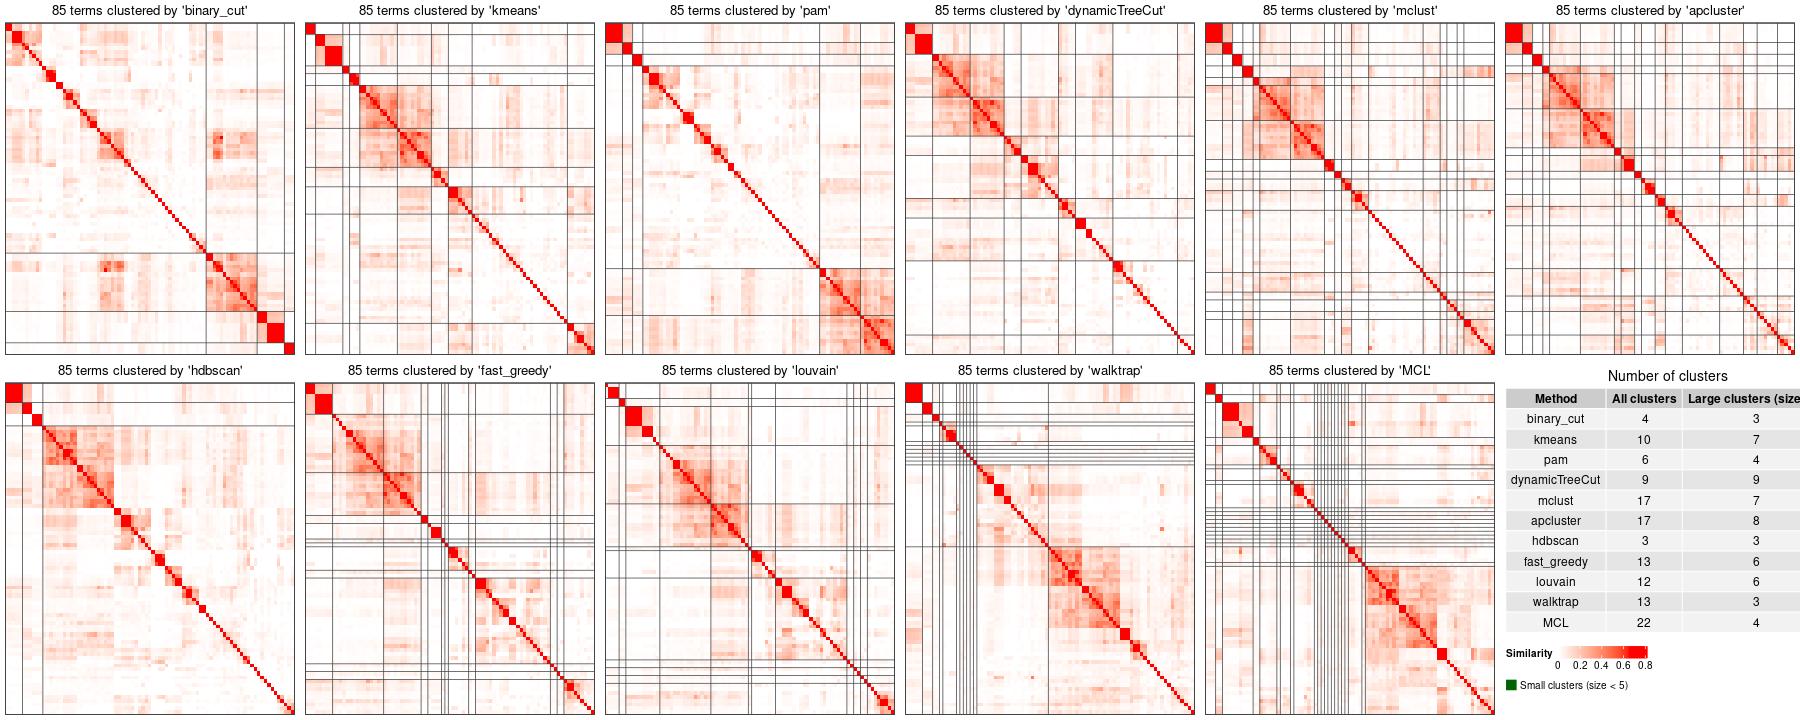 85 terms clustered by 'binary_cut'
85 terms clustered by 'kmeans'
85 terms clustered by 'pam'
85 terms clustered by 'dynamicTreeCut'
85 terms clustered by 'mclust'
85 terms clustered by 'apcluster'
85 terms clustered by 'hdbscan'
85 terms clustered by 'fast_greedy'
85 terms clustered by 'louvain'
85 terms clustered by 'walktrap'
85 terms clustered by 'MCL'
Number of clusters
Method All clusters Large clusters (size
binary_cut 4 3
kmeans 10 7
pam 6 4
dynamicTreeCut 9 9
mclust 17 7
apcluster 17 8
hdbscan 3 3
fast_greedy 13 6
louvain 12 6
walktrap 13 3
MCL 22 4
Similarity
0 0.2 0.4 0.6 0.8
Small clusters (size < 5)